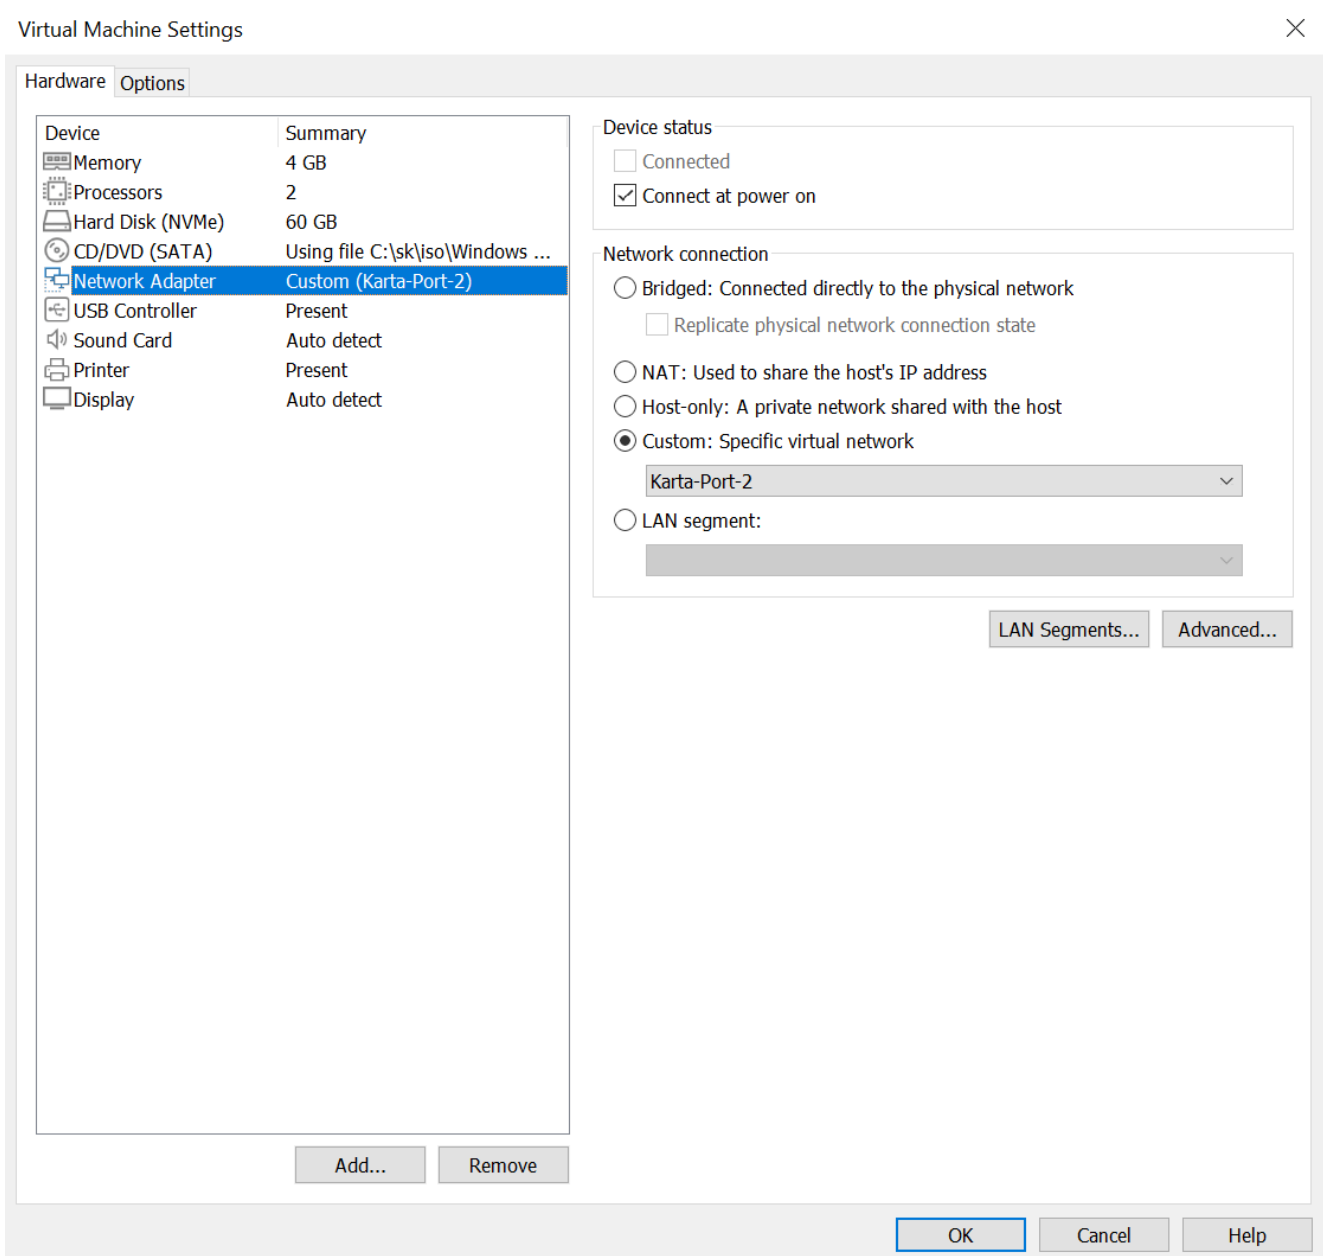 Virtual Machine Settings
Hardware
Options
Device Summary
Memory 4 GB
Processors 2
Hard Disk (NVMe) 60 GB
CD/DVD (SATA) Using file C:\sk\iso\Windows ...
Network Adapter Custom (Karta-Port-2)
USB Controller Present
Sound Card Auto detect
Printer Present
Display Auto detect
Add...
Remove
Device status
Connected
Connect at power on
Network connection
Bridged: Connected directly to the physical network
Replicate physical network connection state
NAT: Used to share the host's IP address
Host-only: A private network shared with the host
Custom: Specific virtual network
Karta-Port-2
LAN segment:
LAN Segments...
Advanced...
OK
Cancel
Help